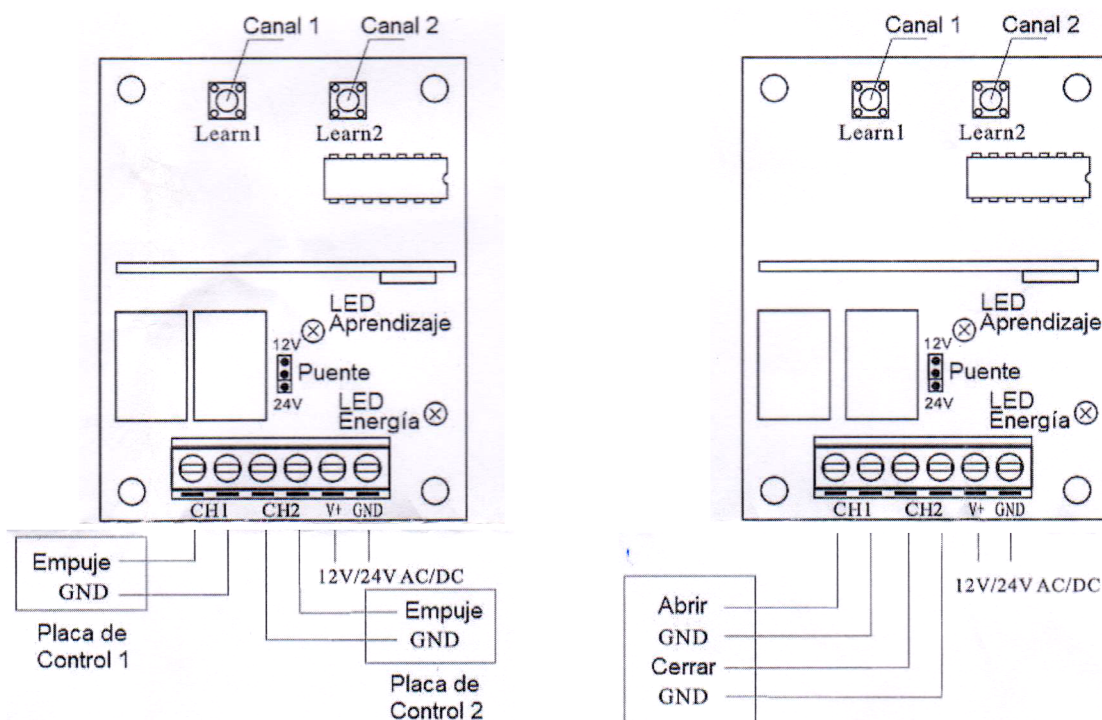 Canal 1
Canal 2
Learn1
Learn2
LED
Aprendizaje
12V
Puente
24V
LED
Energía
CH1 CH2 V+ GND
Empuje
GND
Placa de
Control 1
12V/24V AC/DC
Empuje
GND
Placa de
Control 2
Canal 1
Canal 2
Learn1
Learn2
LED
Aprendizaje
12V
Puente
24V
LED
Energía
CH1 CH2 V+ GND
12V/24V AC/DC
Abrir
GND
Cerrar
GND